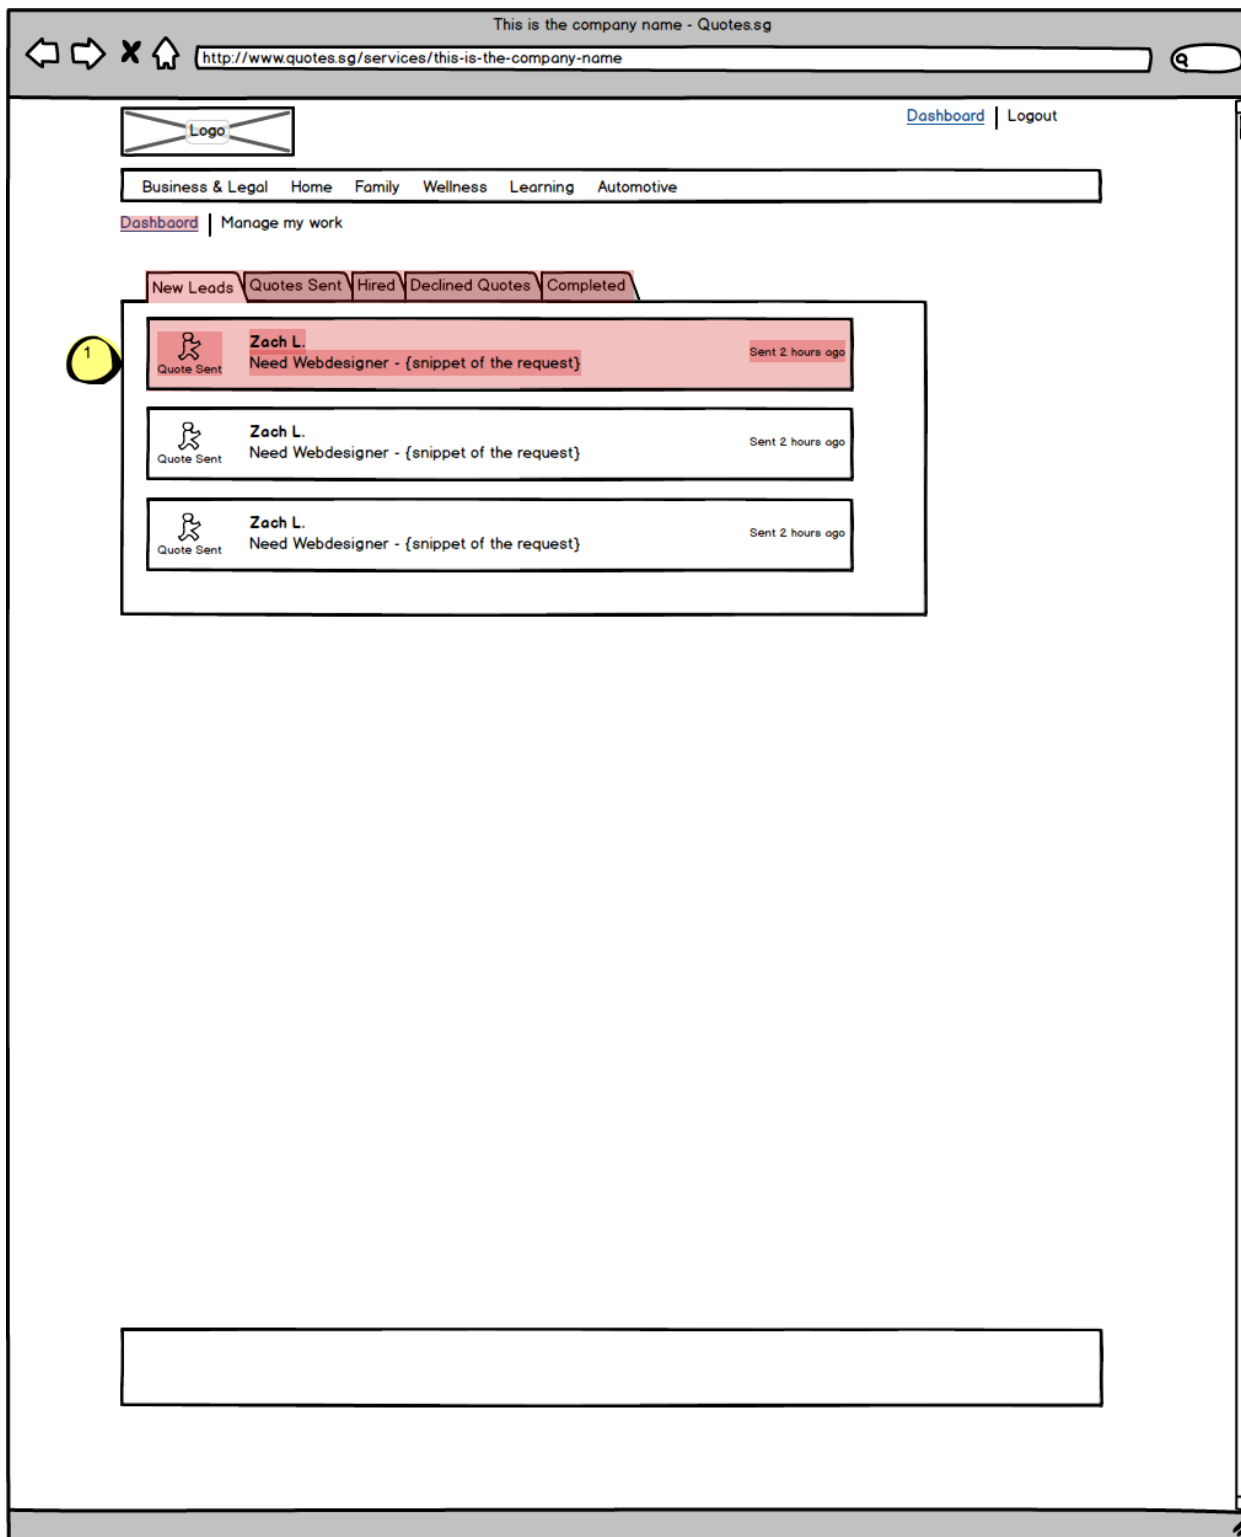 This is the company name - Quotes.sg
http://www.quotes.sg/services/this-is-the-company-name
Logo
Dashboard Logout
Business & Legal Home Family Wellness Learning Automotive
Dashbaord Manage my work
New Leads Quotes Sent Hired Declined Quotes Completed
1
Zach L.
Need Webdesigner - {snippet of the request}
Quote Sent
Sent 2 hours ago
Zach L.
Need Webdesigner - {snippet of the request}
Quote Sent
Sent 2 hours ago
Zach L.
Need Webdesigner - {snippet of the request}
Quote Sent
Sent 2 hours ago